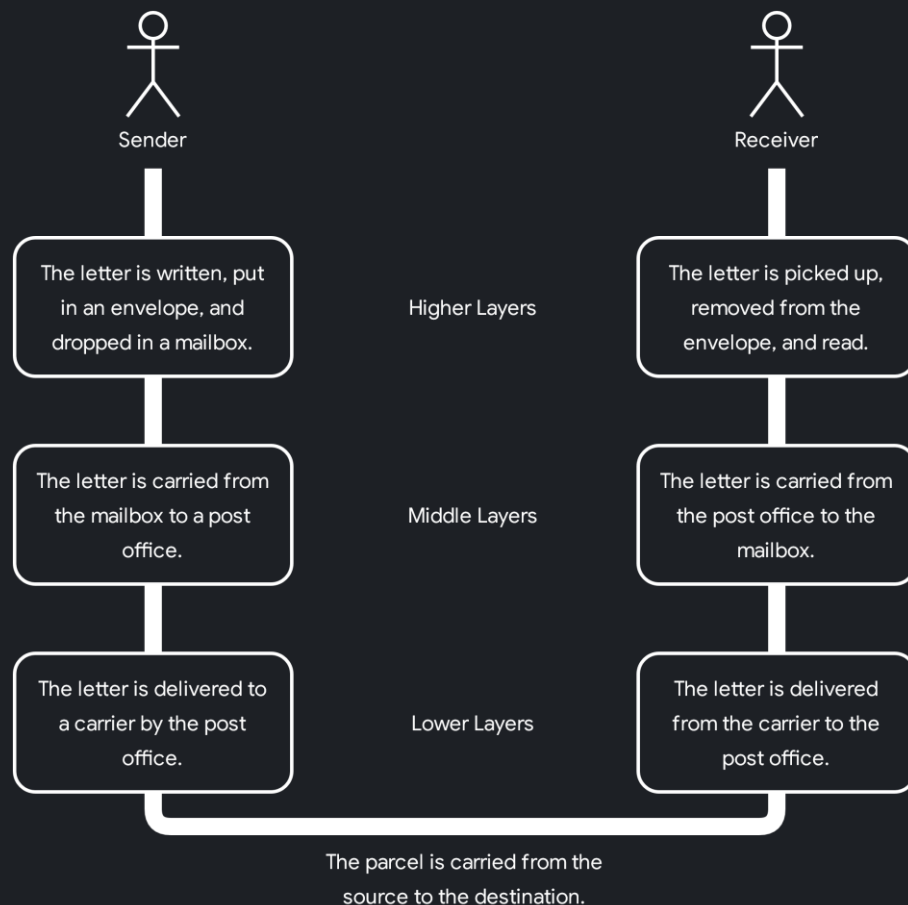 Sender
Receiver
The letter is written, put
in an envelope, and
dropped in a mailbox.
Higher Layers
The letter is picked up,
removed from the
envelope, and read.
The letter is carried from
the mailbox to a post
office.
Middle Layers
The letter is carried from
the post office to the
mailbox.
The letter is delivered to
a carrier by the post
office.
Lower Layers
The letter is delivered
from the carrier to the
post office.
The parcel is carried from the
source to the destination.